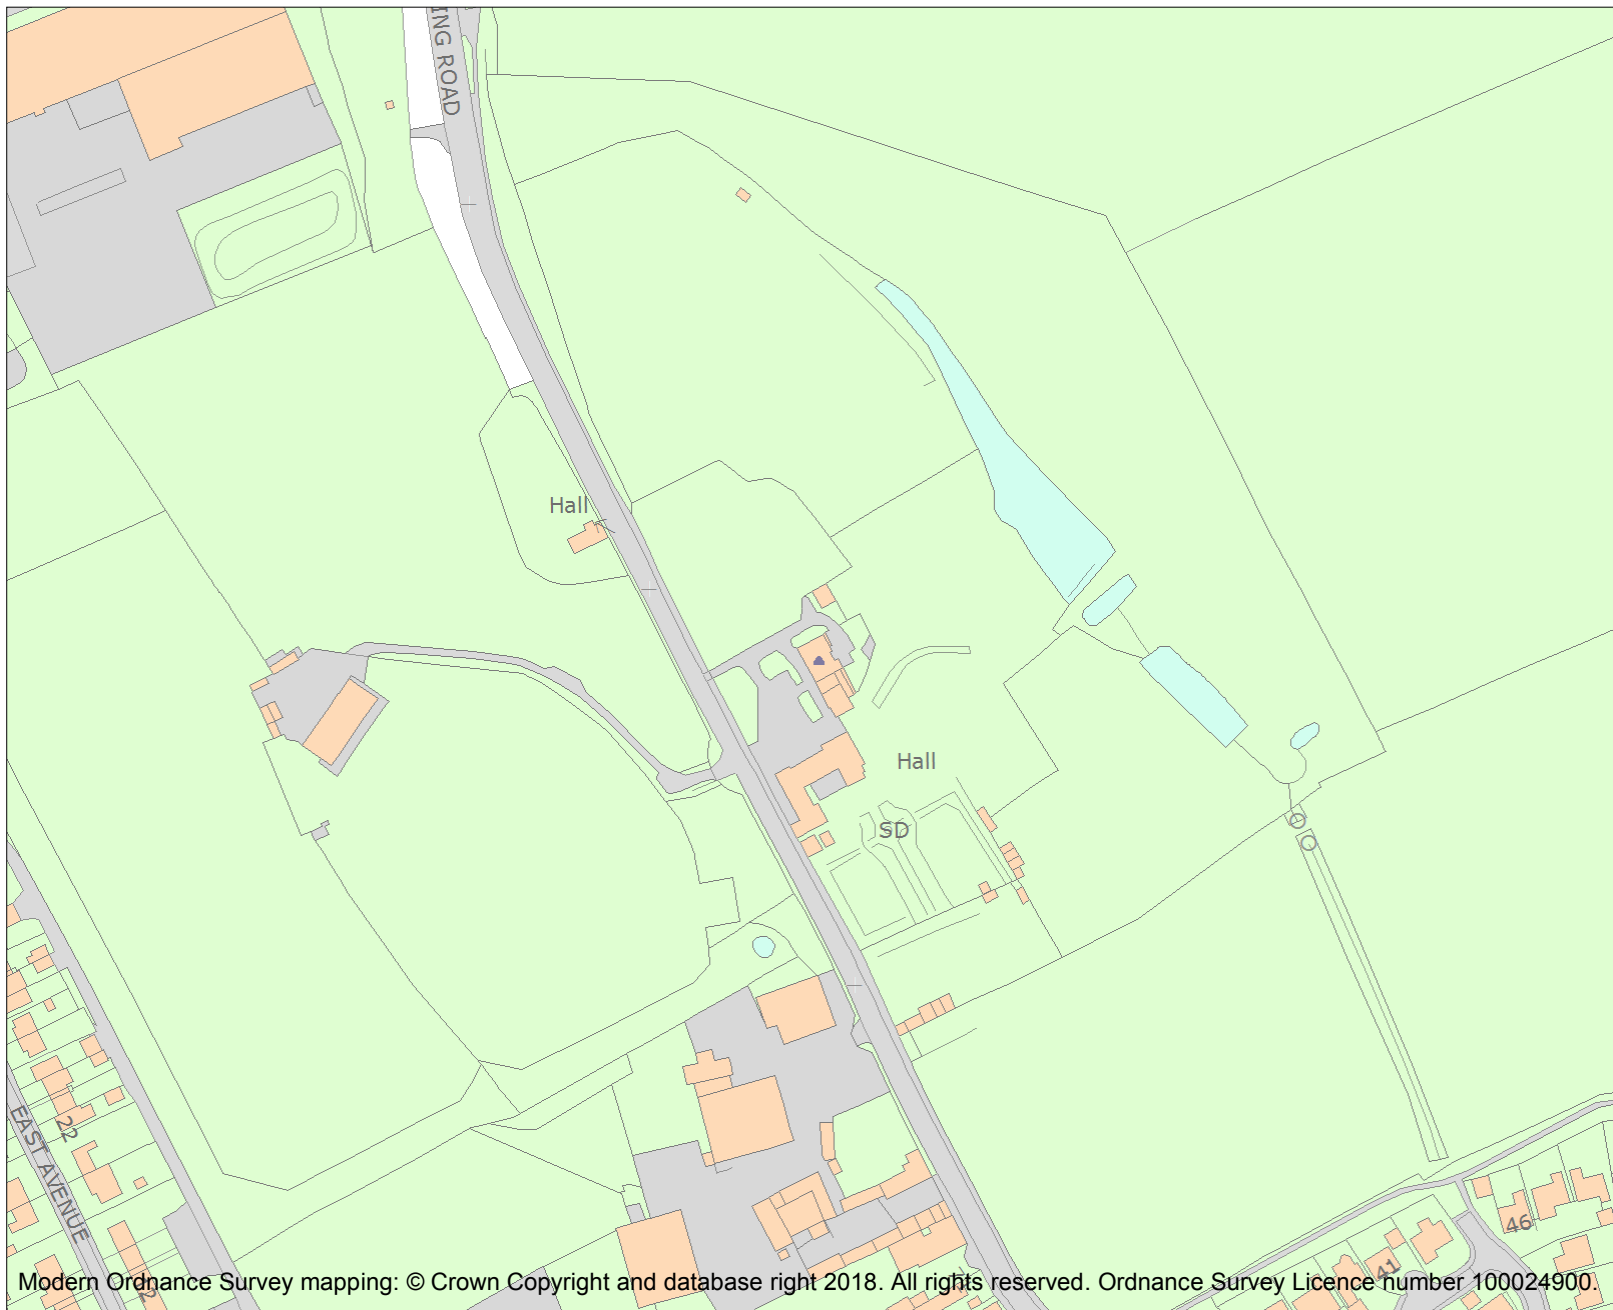 ING ROAD
Hall
Hall
SD
22
EAST AVENUE
46
41
Modern Ordnance Survey mapping: © Crown Copyright and database right 2018. All rights reserved. Ordnance Survey Licence number 100024900.